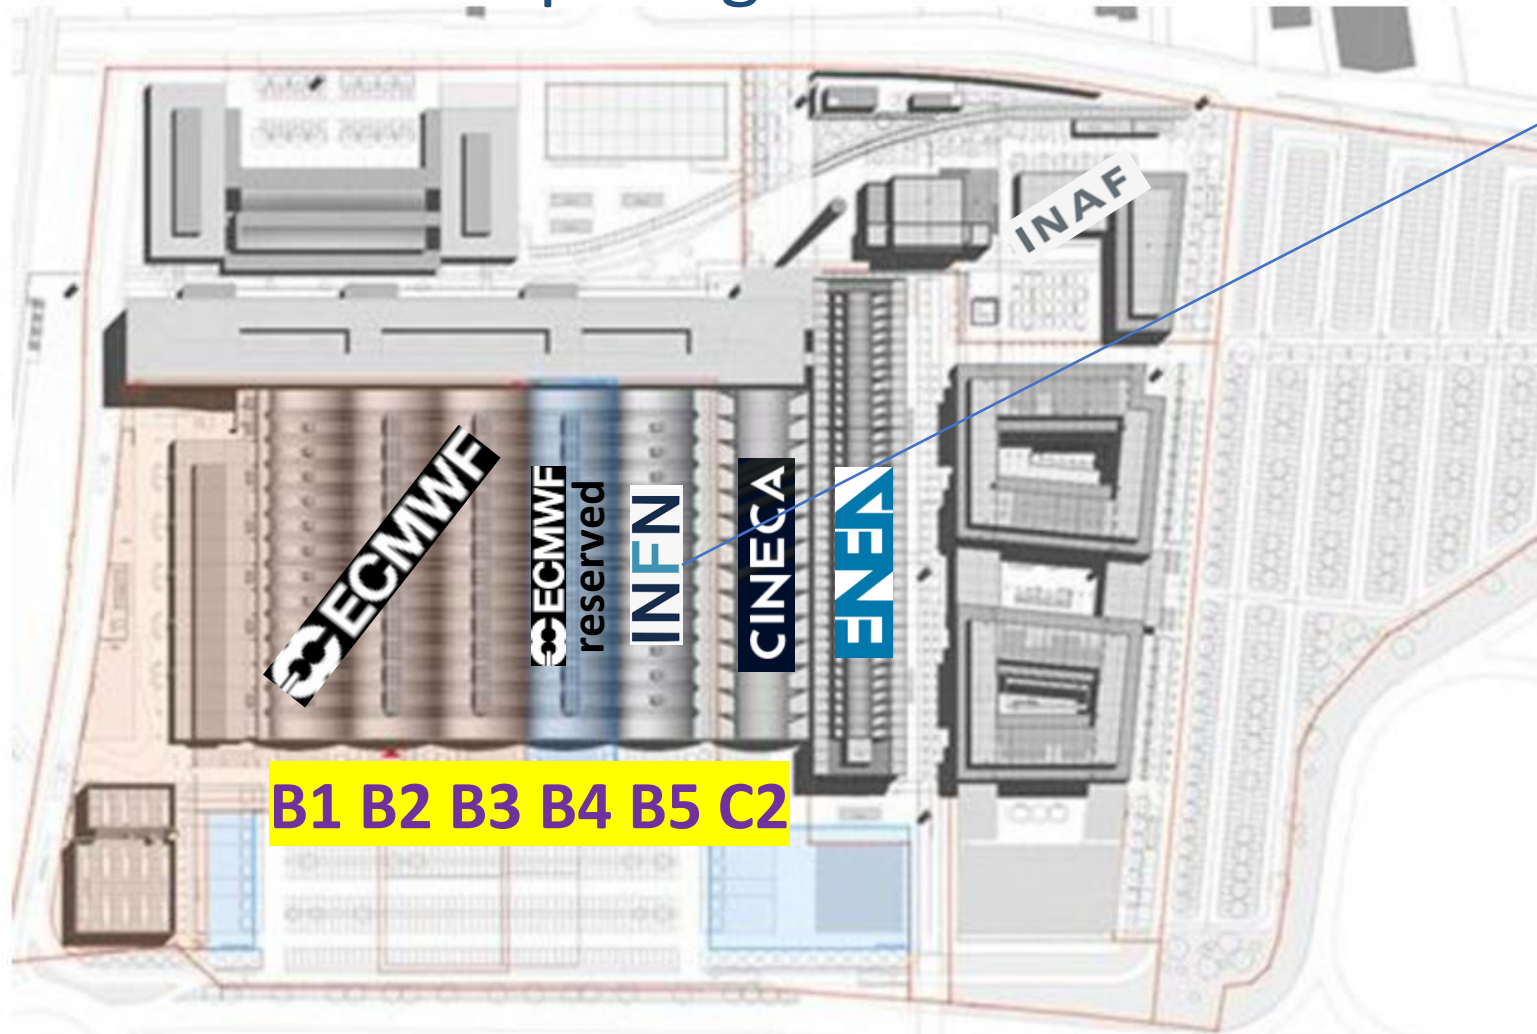 INAF
ECMWF
ECMWF
reserved
INFN
CINECA
ENEA
B1 B2 B3 B4 B5 C2